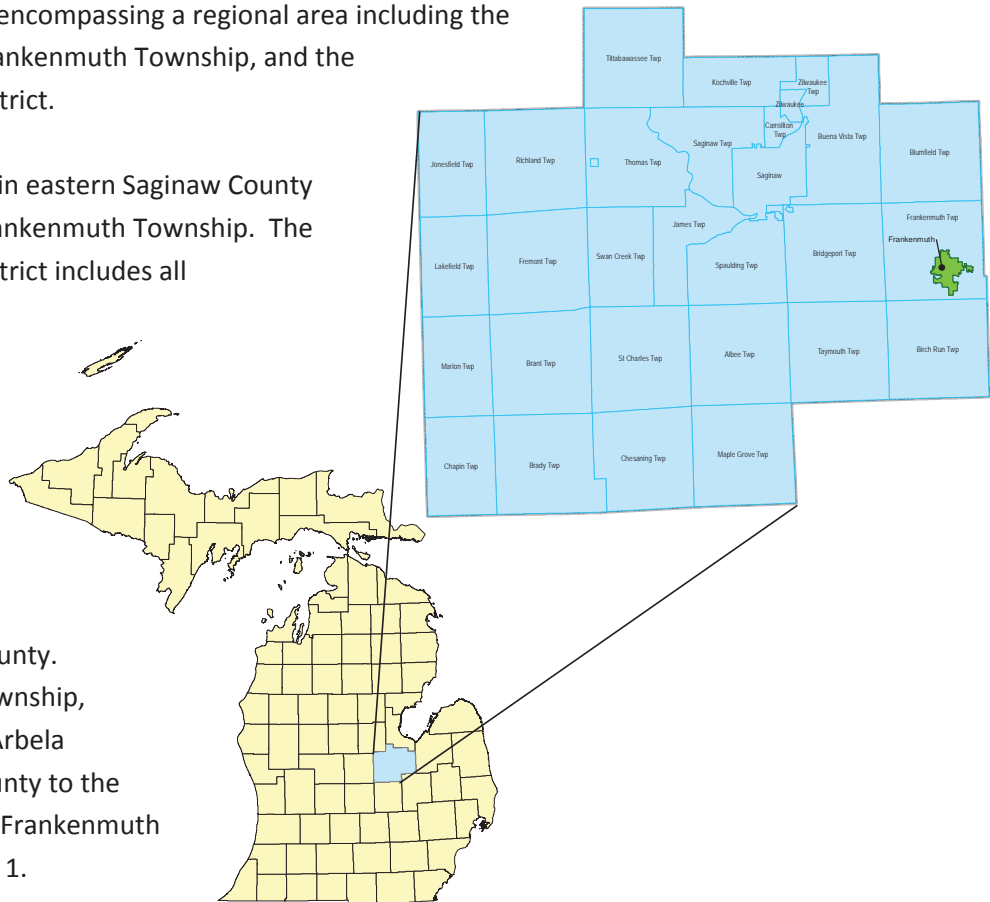 encompassing a regional area including the
ankenmuth Township, and the
trict.
in eastern Saginaw County
ankenmuth Township.  The
trict includes all
unty.
wnship,
Arbela
unty to the
Frankenmuth
1.
Tittabawassee Twp
Kochville Twp
Zilwaukee
Twp
Zilwaukee
Carrollton
Twp
Buena Vista Twp
Saginaw Twp
Blumfield Twp
Jonesfield Twp
Richland Twp
Thomas Twp
Saginaw
Frankenmuth Twp
James Twp
Frankenmuth
Lakefield Twp
Fremont Twp
Swan Creek Twp
Spaulding Twp
Bridgeport Twp
Marion Twp
Brant Twp
St Charles Twp
Albee Twp
Taymouth Twp
Birch Run Twp
Chapin Twp
Brady Twp
Chesaning Twp
Maple Grove Twp